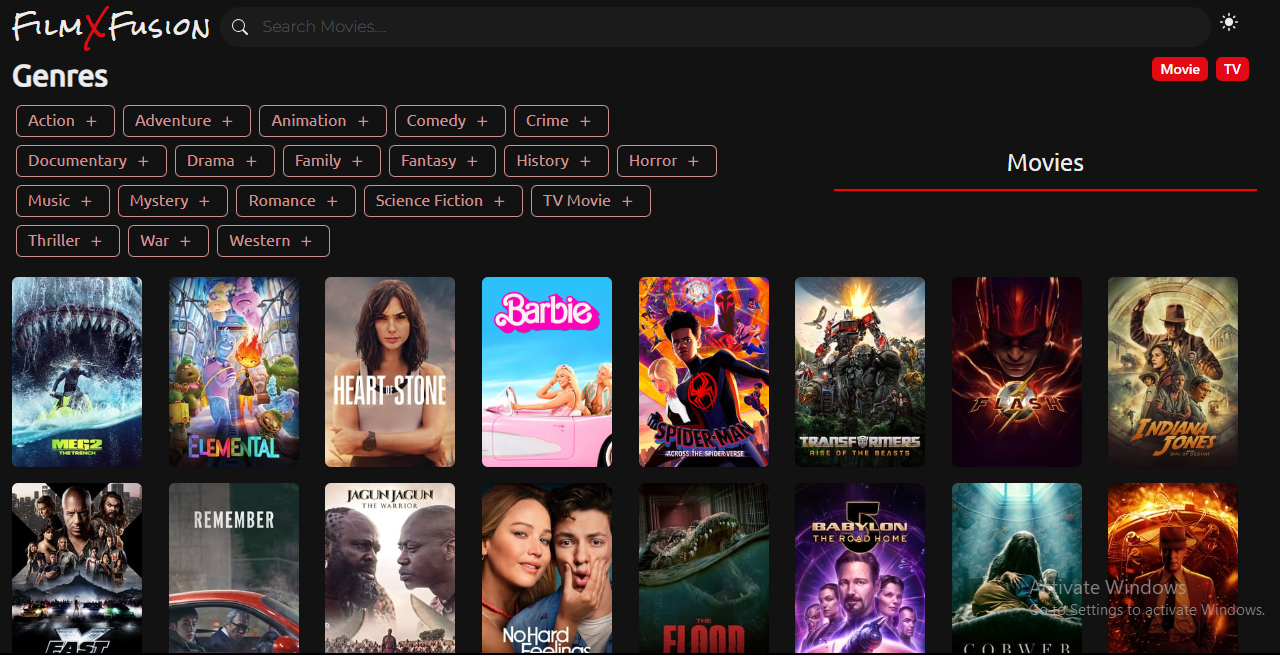 FilmXFusion
Search Movies....
Genres
Movie TV
Action + Adventure + Animation + Comedy + Crime +
Documentary + Drama + Family + Fantasy + History + Horror +
Movies
Music + Mystery + Romance + Science Fiction + TV Movie +
Thriller + War + Western +
MEG2
THE TRENCH
ELEMENTAL
HEART OF STONE
Barbie
SPIDER-MAN
ACROSS THE SPIDER-VERSE
TRANSFORMERS
RISE OF THE BEASTS
FLASH
INDIANA
JONES
FAST
REMEMBER
JAGUN JAGUN
THE WARRIOR
No Hard
Feelings
THE
FLOOD
BABYLON
5
THE ROAD HOME
Activate Windows
Go to Settings to activate Windows.